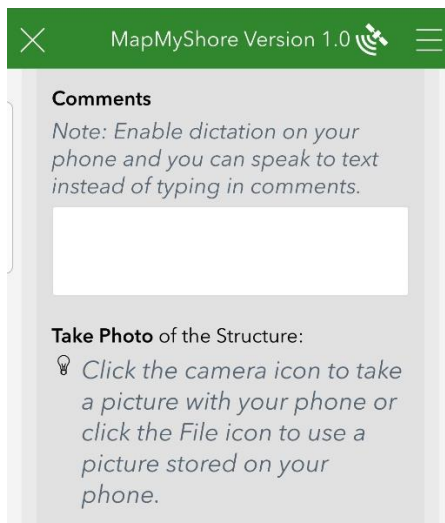 MapMyShore Version 1.0
Comments
Note: Enable dictation on your
phone and you can speak to text
instead of typing in comments.
Take Photo of the Structure:
Click the camera icon to take
a picture with your phone or
click the File icon to use a
picture stored on your
phone.